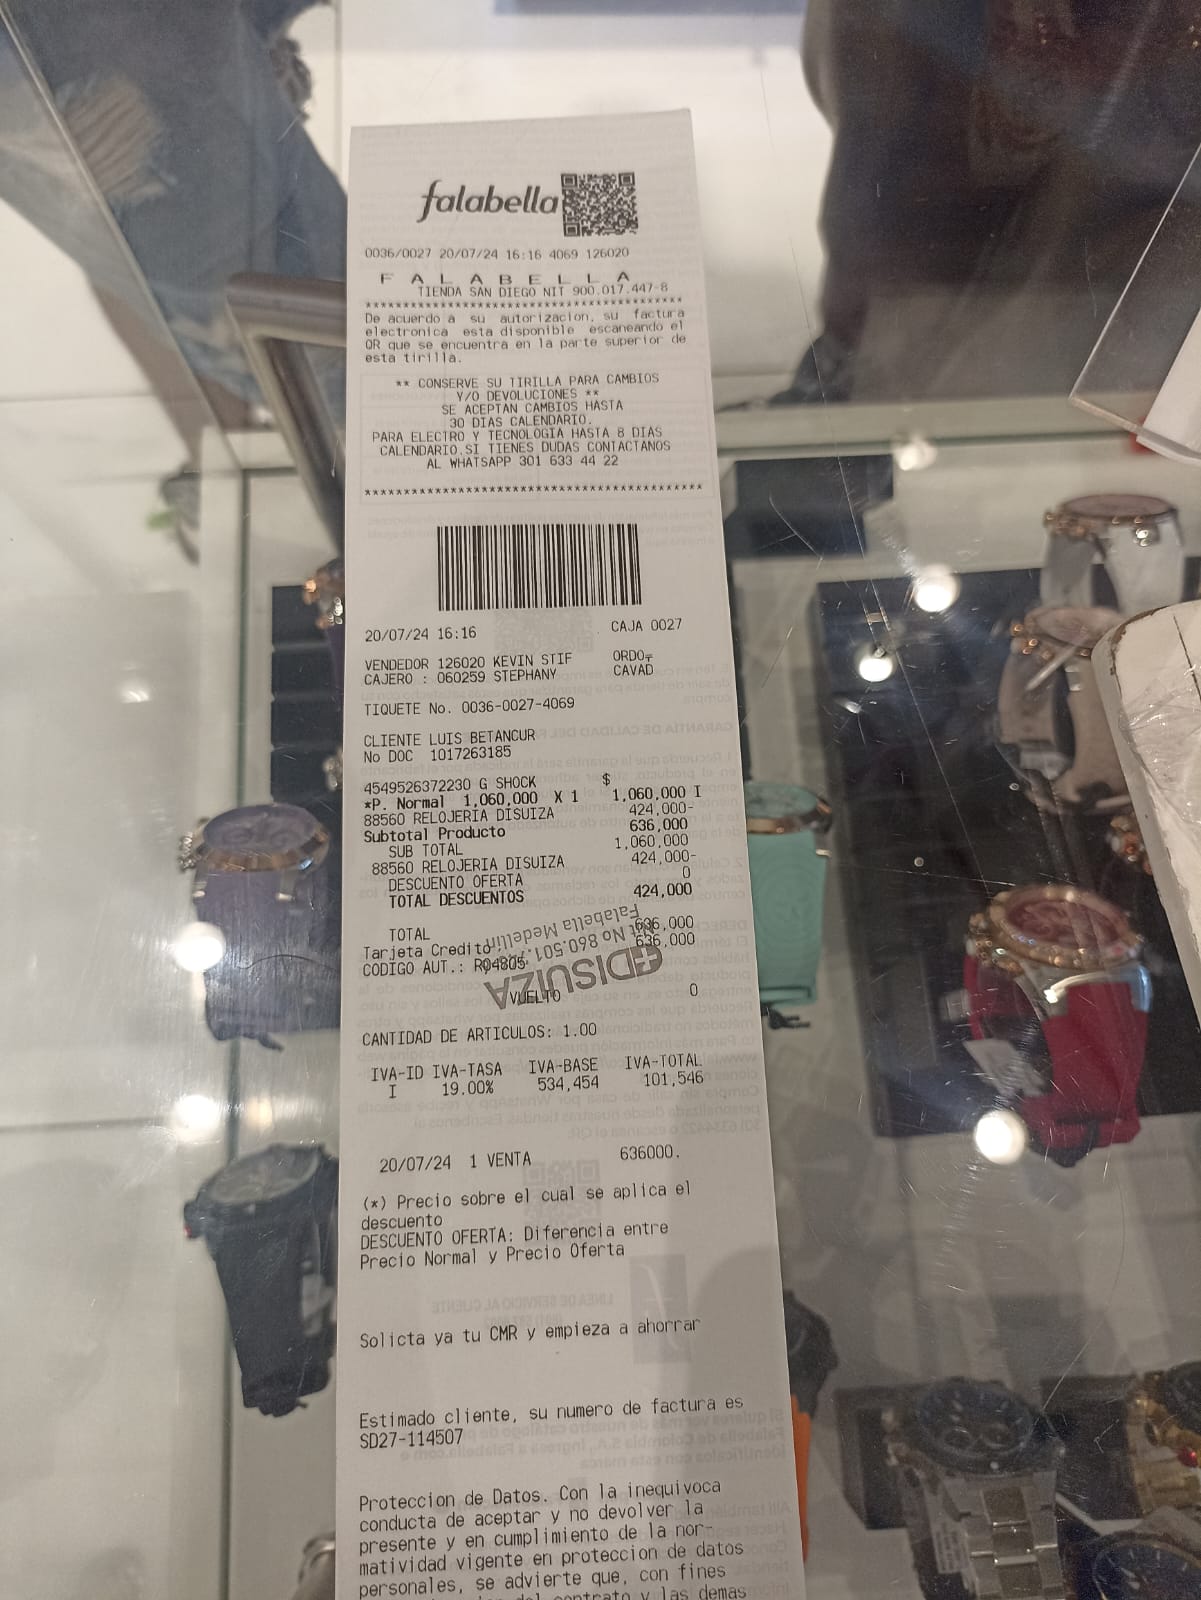 falabella
0036/0027 20/07/24 16:16 4069 126020
F A L A B E L L A
TIENDA SAN DIEGO NIT 900.017.447-8
******************************************
De acuerdo a su autorizacion, su factura
electronica esta disponible escaneando el
QR que se encuentra en la parte superior de
esta tirilla.
** CONSERVE SU TIRILLA PARA CAMBIOS
Y/O DEVOLUCIONES **
SE ACEPTAN CAMBIOS HASTA
30 DIAS CALENDARIO.
PARA ELECTRO Y TECNOLOGIA HASTA 8 DIAS
CALENDARIO.SI TIENES DUDAS CONTACTANOS
AL WHATSAPP 301 633 44 22
******************************************
20/07/24 16:16 CAJA 0027
VENDEDOR 126020 KEVIN STIF ORDO
CAJERO : 060259 STEPHANY CAVAD
TIQUETE No. 0036-0027-4069
CLIENTE LUIS BETANCUR
No DOC 1017263185
4549526372230 G SHOCK $
*P. Normal 1,060,000 X 1 1,060,000 I
88560 RELOJERIA DISUIZA 424,000-
Subtotal Producto 636,000
SUB TOTAL 1,060,000
88560 RELOJERIA DISUIZA 424,000-
DESCUENTO OFERTA 0
TOTAL DESCUENTOS 424,000
TOTAL 636,000
Tarjeta Credito 636,000
CODIGO AUT.: R04805
VUELTO 0
DISUIZA
Falabella Medellín
CANTIDAD DE ARTICULOS: 1.00
IVA-ID IVA-TASA IVA-BASE IVA-TOTAL
I 19.00% 534,454 101,546
20/07/24 1 VENTA 636000.
(*) Precio sobre el cual se aplica el
descuento
DESCUENTO OFERTA: Diferencia entre
Precio Normal y Precio Oferta
Solicta ya tu CMR y empieza a ahorrar
Estimado cliente, su numero de factura es
SD27-114507
Proteccion de Datos. Con la inequivoca
conducta de aceptar y no devolver la
presente y en cumplimiento de la nor-
matividad vigente en proteccion de datos
personales, se advierte que, con fines
del contrato y las demas